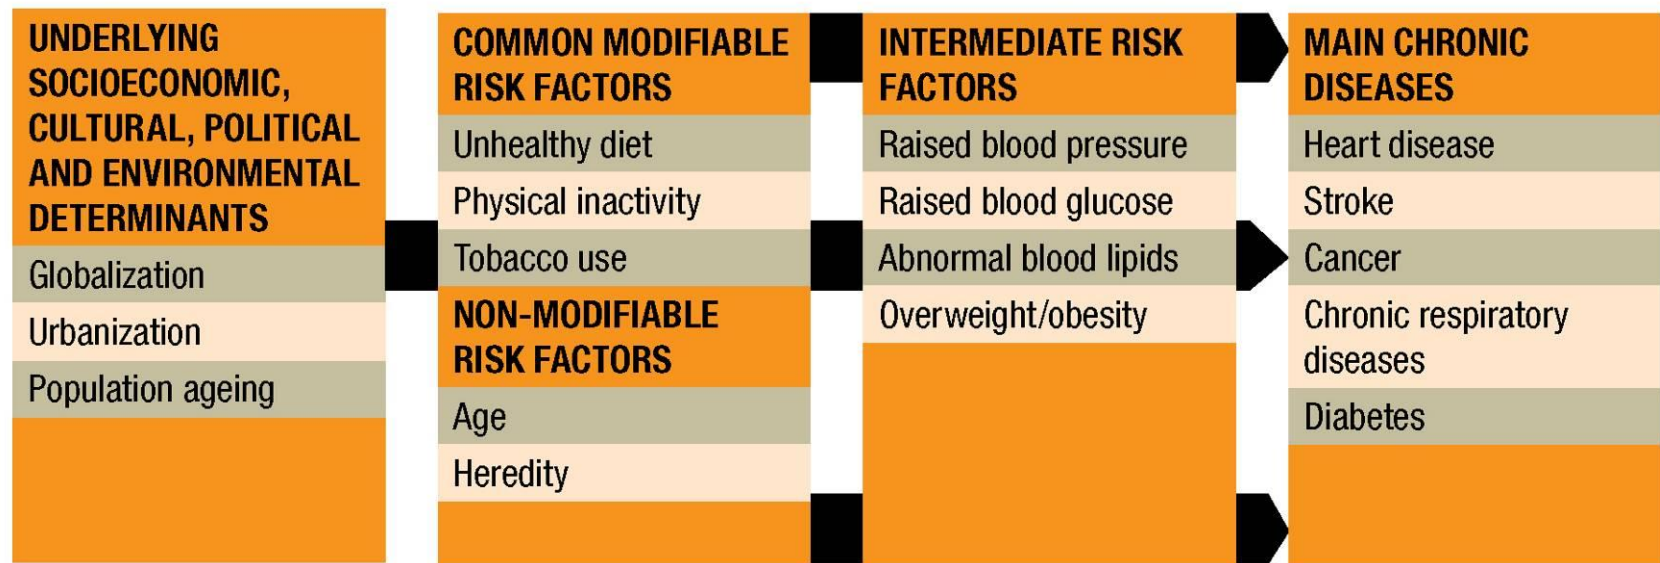 UNDERLYING
SOCIOECONOMIC,
CULTURAL, POLITICAL
AND ENVIRONMENTAL
DETERMINANTS
Globalization
Urbanization
Population ageing
COMMON MODIFIABLE
RISK FACTORS
Unhealthy diet
Physical inactivity
Tobacco use
NON-MODIFIABLE
RISK FACTORS
Age
Heredity
INTERMEDIATE RISK
FACTORS
Raised blood pressure
Raised blood glucose
Abnormal blood lipids
Overweight/obesity
MAIN CHRONIC
DISEASES
Heart disease
Stroke
Cancer
Chronic respiratory
diseases
Diabetes